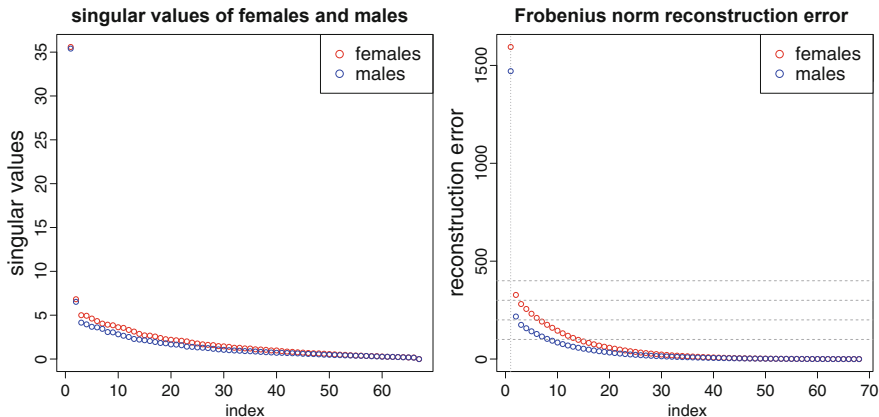 singular values of females and males
females
males
singular values
35
30
25
20
15
10
5
0
0 10 20 30 40 50 60
index
Frobenius norm reconstruction error
females
males
reconstruction error
1500
1000
500
0
0 10 20 30 40 50 60 70
index